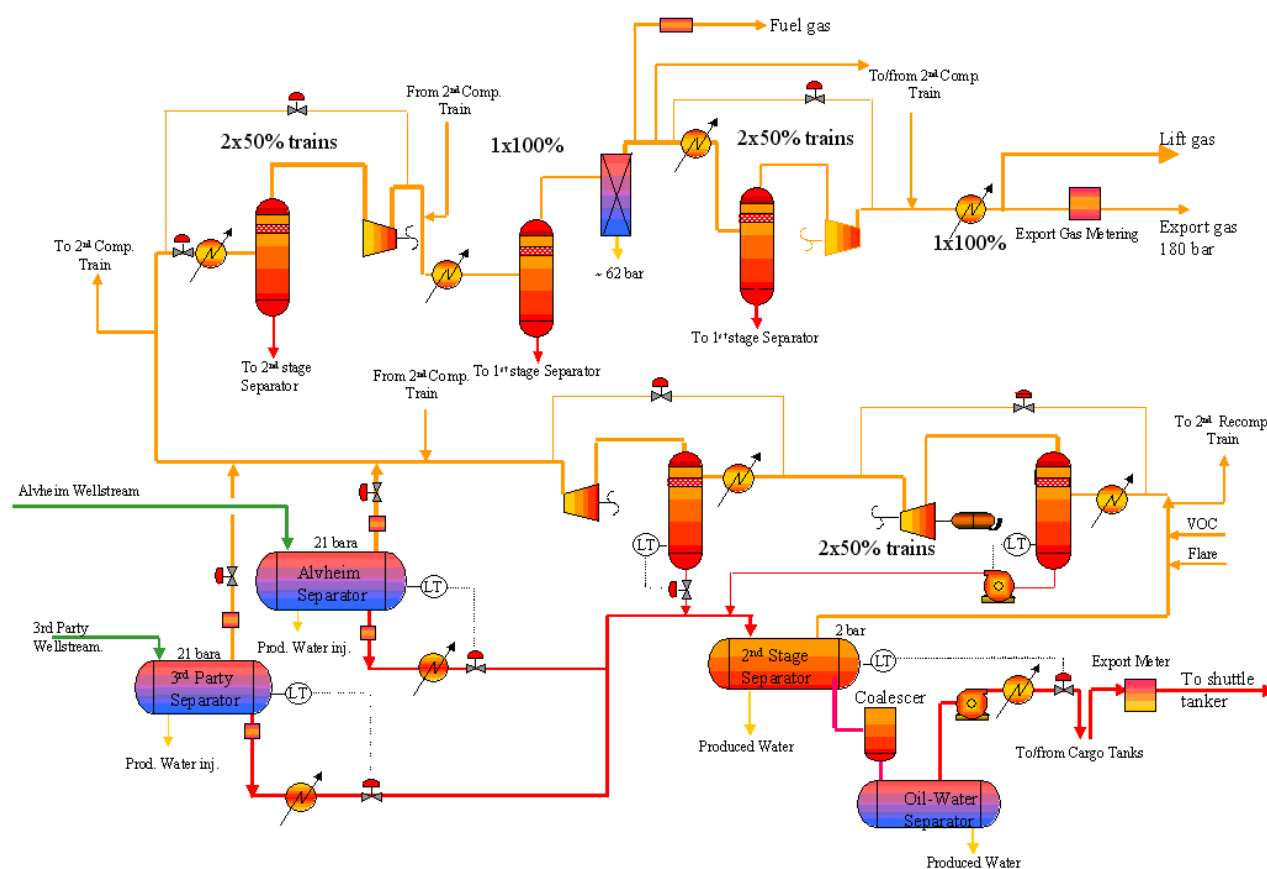 Fuel gas
To/from 2nd Comp.
Train
From 2nd Comp.
Train
2x50% trains
1x100%
2x50% trains
Lift gas
To 2nd Comp.
Train
~ 62 bar
1x100%
Export Gas Metering
Export gas
180 bar
To 1st stage Separator
To 2nd stage
Separator
From 2nd Comp.
Train
To 1st stage Separator
To 2nd Recomp
Train
Alvheim Wellstream
VOC
2x50% trains
Flare
LT
LT
21 bara
Alvheim
Separator
LT
3rd Party
Wellstream.
Prod. Water inj.
21 bara
3rd Party
Separator
LT
2 bar
2nd Stage
Separator
LT
Export Meter
To shuttle
tanker
Coalescer
Produced Water
To/from Cargo Tanks
Prod. Water inj.
Oil-Water
Separator
Produced Water